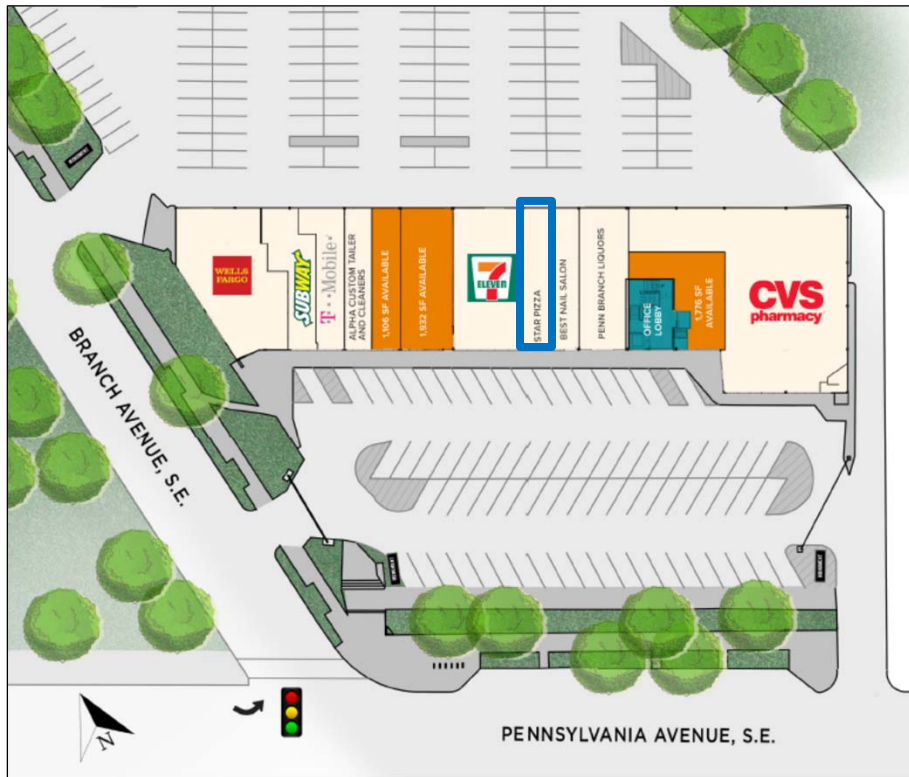 WELLS
FARGO
SUBWAY
T··Mobile·
ALPHA CUSTOM TAILER
AND CLEANERS
1,106 SF AVAILABLE
1,932 SF AVAILABLE
7
ELEVEN
STAR PIZZA
BEST NAIL SALON
PENN BRANCH LIQUORS
OFFICE
LOBBY
1,776 SF
AVAILABLE
CVS
pharmacy
BRANCH AVENUE, S.E.
N
PENNSYLVANIA AVENUE, S.E.